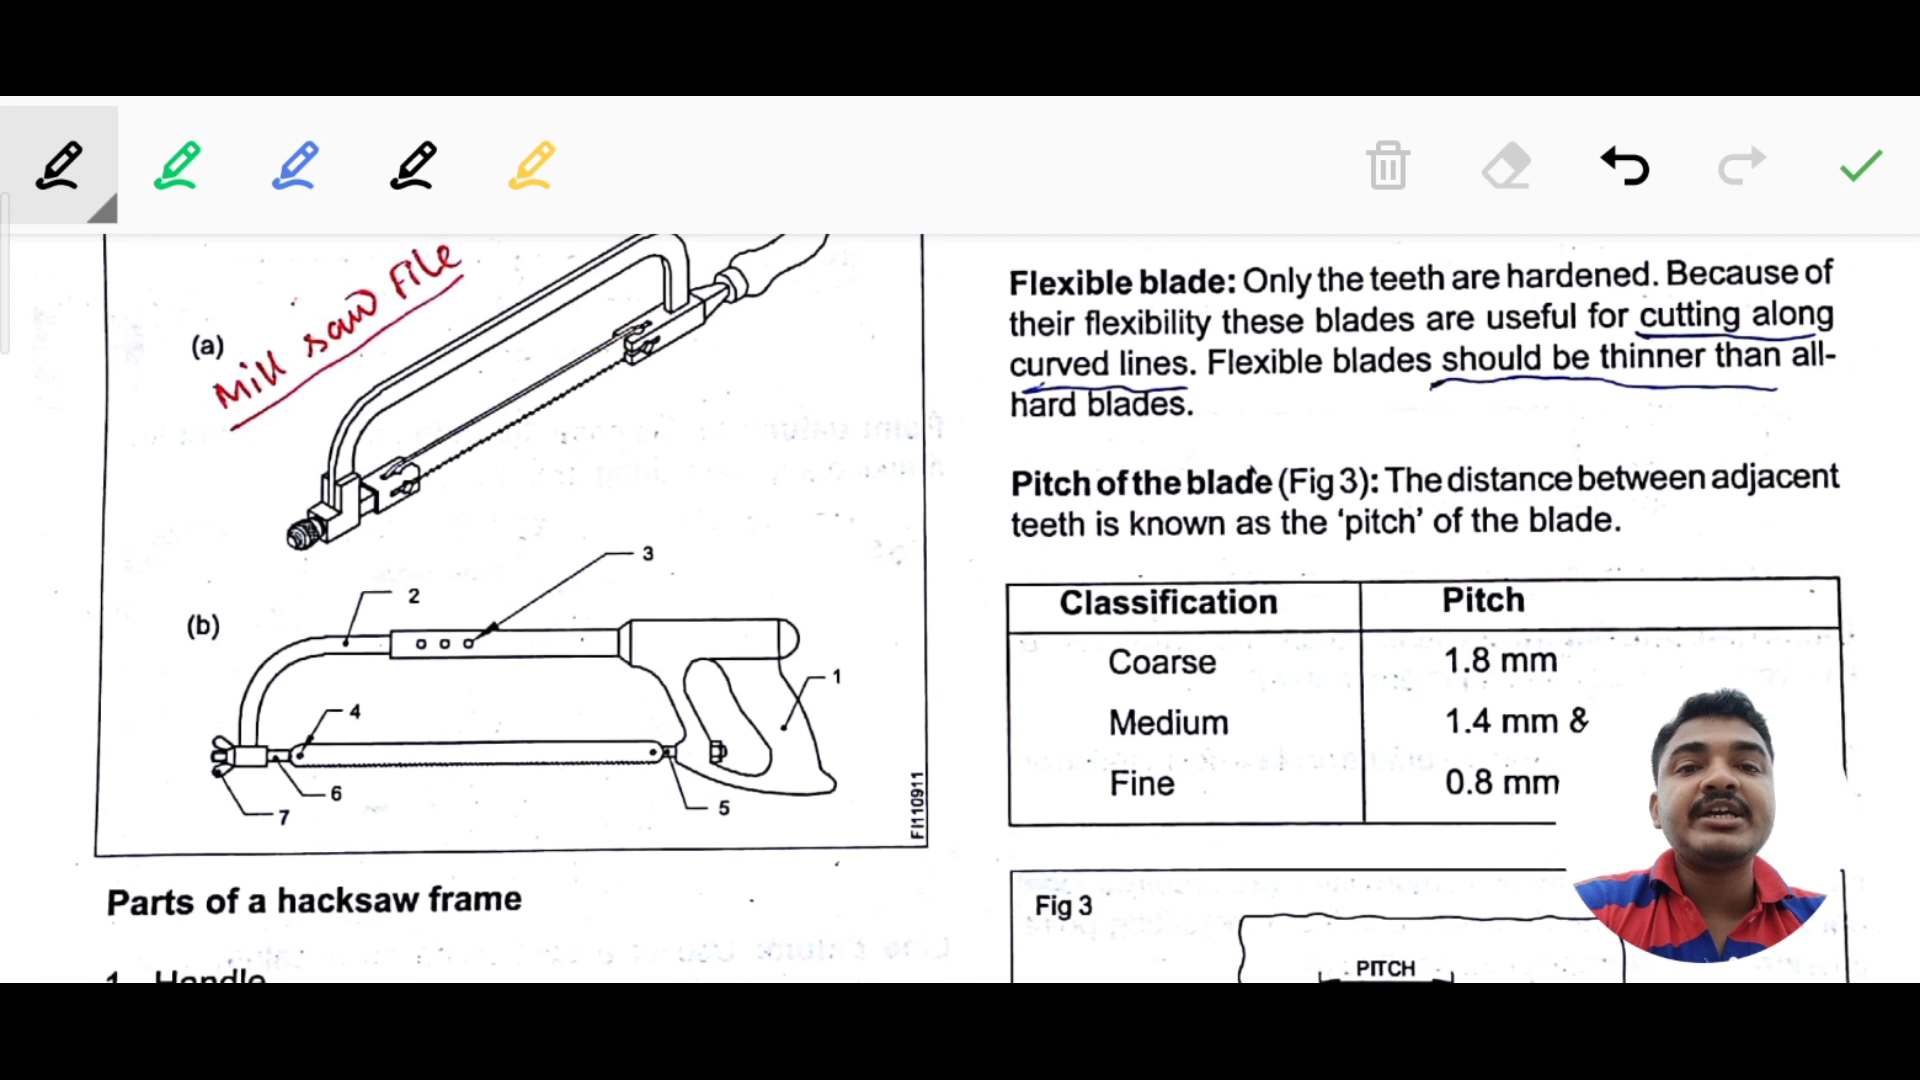 Mill saw File
(a)
(b)
2
3
1
4
6
7
5
FI110911
Parts of a hacksaw frame
1 Handle
Flexible blade: Only the teeth are hardened. Because of
their flexibility these blades are useful for cutting along
curved lines. Flexible blades should be thinner than all-
hard blades.
Pitch of the blade (Fig 3): The distance between adjacent
teeth is known as the ‘pitch’ of the blade.
Classification Pitch
Coarse 1.8 mm
Medium 1.4 mm &
Fine 0.8 mm
Fig 3
PITCH